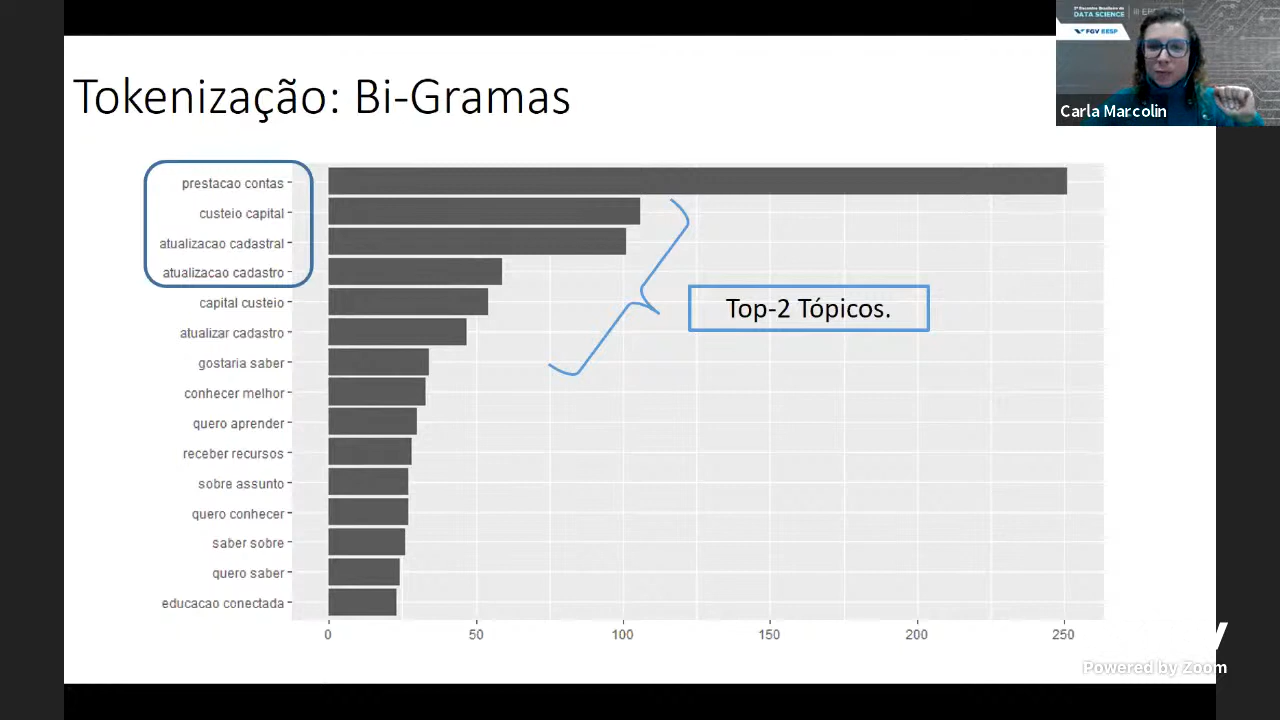 Tokenização: Bi-Gramas
DATA SCIENCE
FGV EESP
Carla Marcolin
prestacao contas
custeio capital
atualizacao cadastral
atualizacao cadastro
capital custeio
atualizar cadastro
gostaria saber
conhecer melhor
quero aprender
receber recursos
sobre assunto
quero conhecer
saber sobre
quero saber
educacao conectada
Top-2 Tópicos.
0 50 100 150 200 250
Powered by Zoom